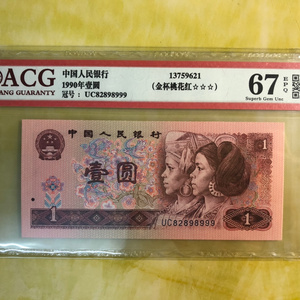 ACG
ANG GUARANTY
中国人民银行
1990年壹圆
冠号：UC82898999
13759621
(金杯桃花红☆☆☆)
67 EPQ
Superb Gem Unc
中国人民银行
1
壹圆
1
1
UC82898999